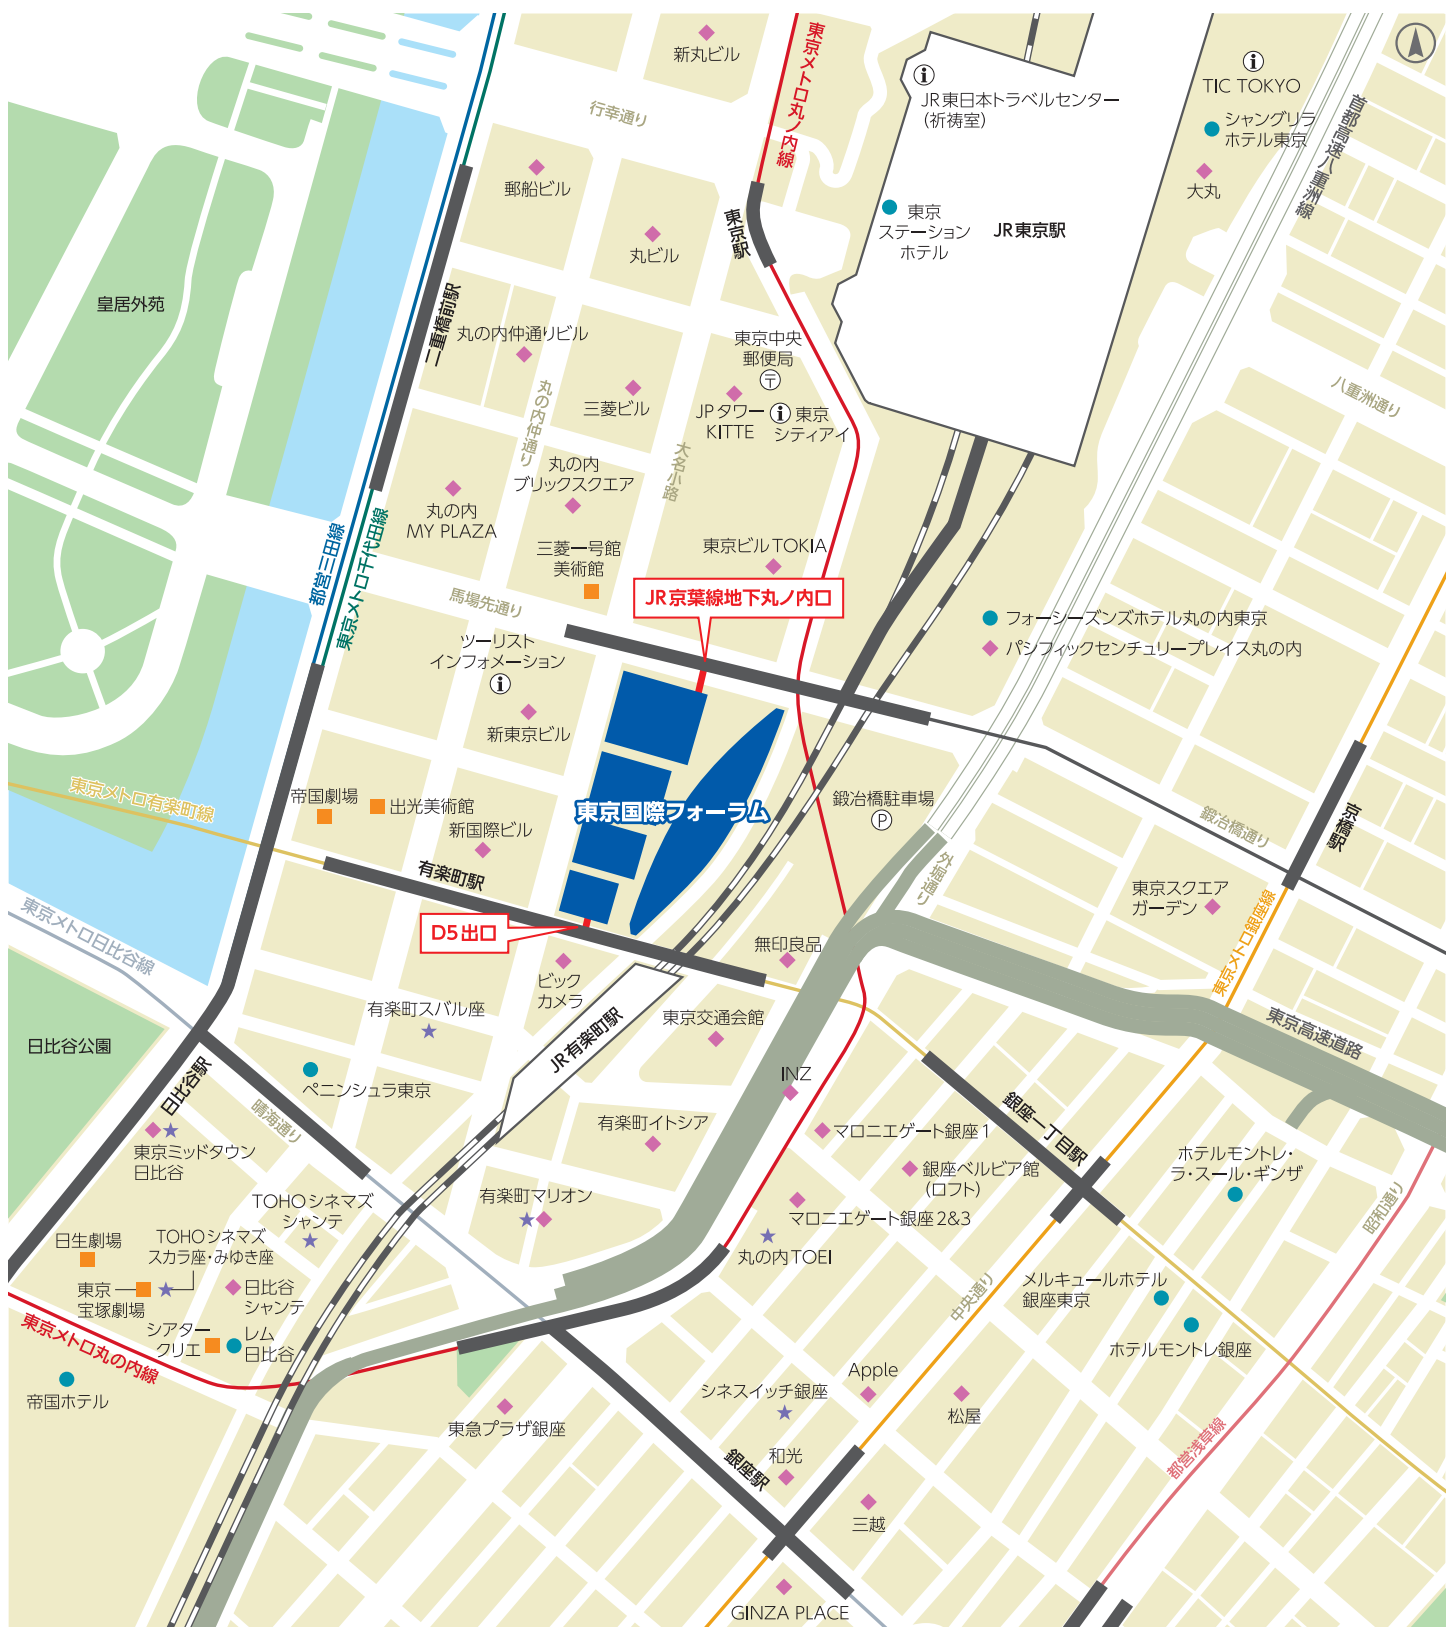 新丸ビル
東京メトロ丸ノ内線
JR東日本トラベルセンター
(祈祷室)
TIC TOKYO
シャングリラ
ホテル東京
大丸
首都高速八重洲線
行幸通り
郵船ビル
丸ビル
東京駅
東京
ステーション
ホテル
JR東京駅
皇居外苑
二重橋前駅
丸の内仲通りビル
東京中央
郵便局
〒
丸の内仲通り
三菱ビル
JPタワー
KITTE
東京
シティアイ
八重洲通り
大名小路
丸の内
ブリックスクエア
丸の内
MY PLAZA
三菱一号館
美術館
東京ビルTOKIA
都営三田線
東京メトロ千代田線
馬場先通り
JR京葉線地下丸ノ内口
フォーシーズンズホテル丸の内東京
パシフィックセンチュリープレイス丸の内
ツーリスト
インフォメーション
新東京ビル
東京メトロ有楽町線
帝国劇場
出光美術館
新国際ビル
東京国際フォーラム
鍛冶橋駐車場
P
鍛冶橋通り
京橋駅
外堀通り
有楽町駅
D5出口
東京スクエア
ガーデン
東京メトロ銀座線
東京メトロ日比谷線
無印良品
ビック
カメラ
有楽町スバル座
東京交通会館
JR有楽町駅
東京高速道路
日比谷公園
日比谷駅
ペニンシュラ東京
晴海通り
INZ
銀座一丁目駅
有楽町イトシア
マロニエゲート銀座1
銀座ベルビア館
(ロフト)
ホテルモントレ・
ラ・スール・ギンザ
東京ミッドタウン
日比谷
TOHOシネマズ
シャンテ
有楽町マリオン
マロニエゲート銀座2&3
昭和通り
日生劇場
TOHOシネマズ
スカラ座・みゆき座
丸の内TOEI
東京
宝塚劇場
日比谷
シャンテ
中央通り
メルキュールホテル
銀座東京
シアター
クリエ
レム
日比谷
ホテルモントレ銀座
東京メトロ丸の内線
帝国ホテル
東急プラザ銀座
シネスイッチ銀座
Apple
松屋
都営浅草線
銀座駅
和光
三越
GINZA PLACE